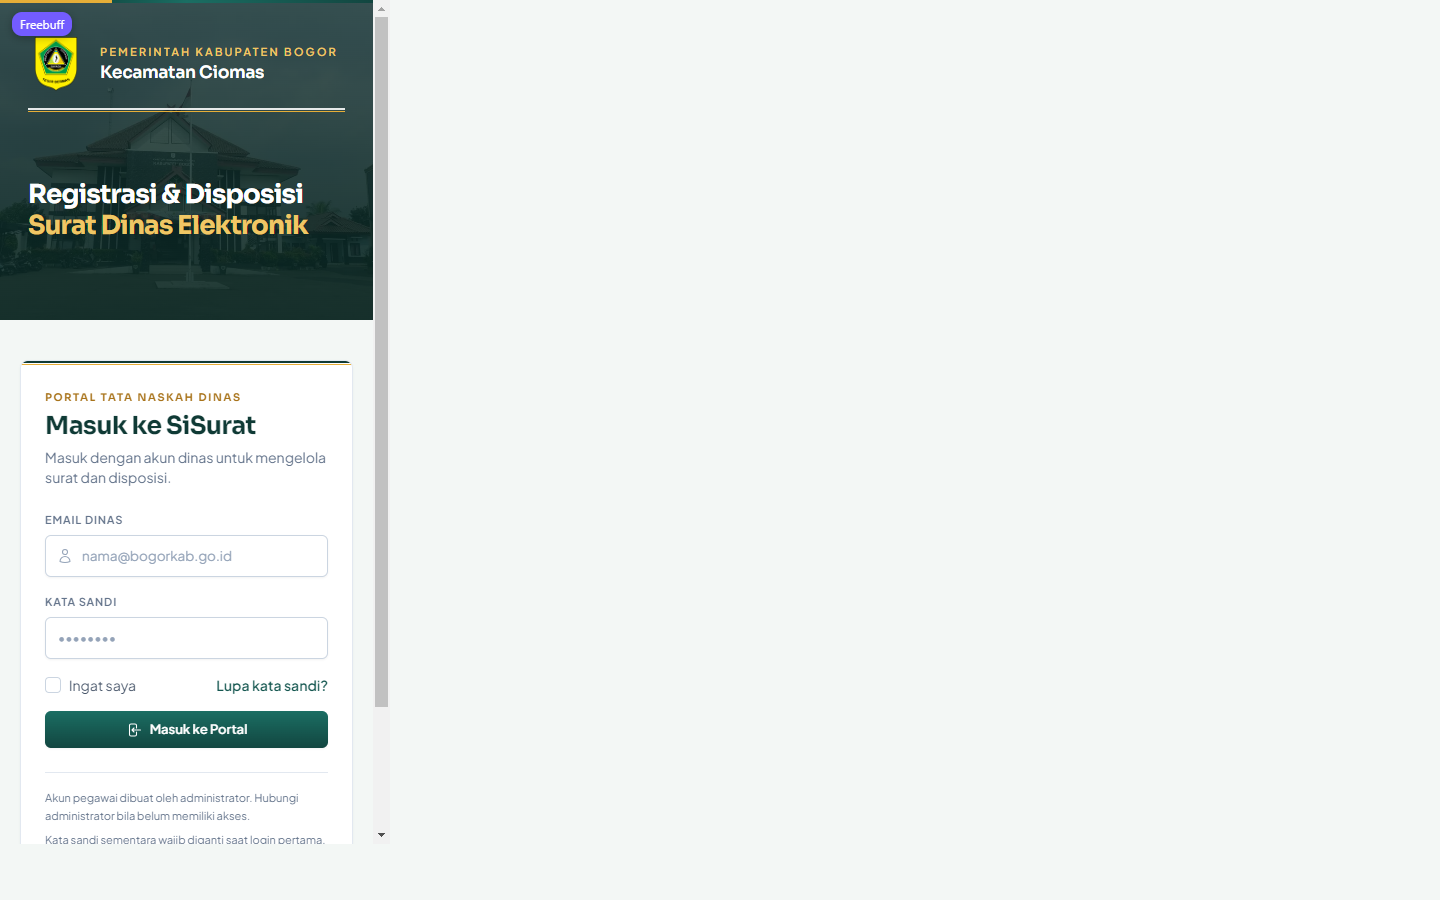 Freebuff
PEMERINTAH KABUPATEN BOGOR
Kecamatan Ciomas
Registrasi & Disposisi
Surat Dinas Elektronik
PORTAL TATA NASKAH DINAS
Masuk ke SiSurat
Masuk dengan akun dinas untuk mengelola
surat dan disposisi.
EMAIL DINAS
nama@bogorkab.go.id
KATA SANDI
••••••••
Ingat saya
Lupa kata sandi?
Masuk ke Portal
Akun pegawai dibuat oleh administrator. Hubungi
administrator bila belum memiliki akses.
Kata sandi sementara wajib diganti saat login pertama.